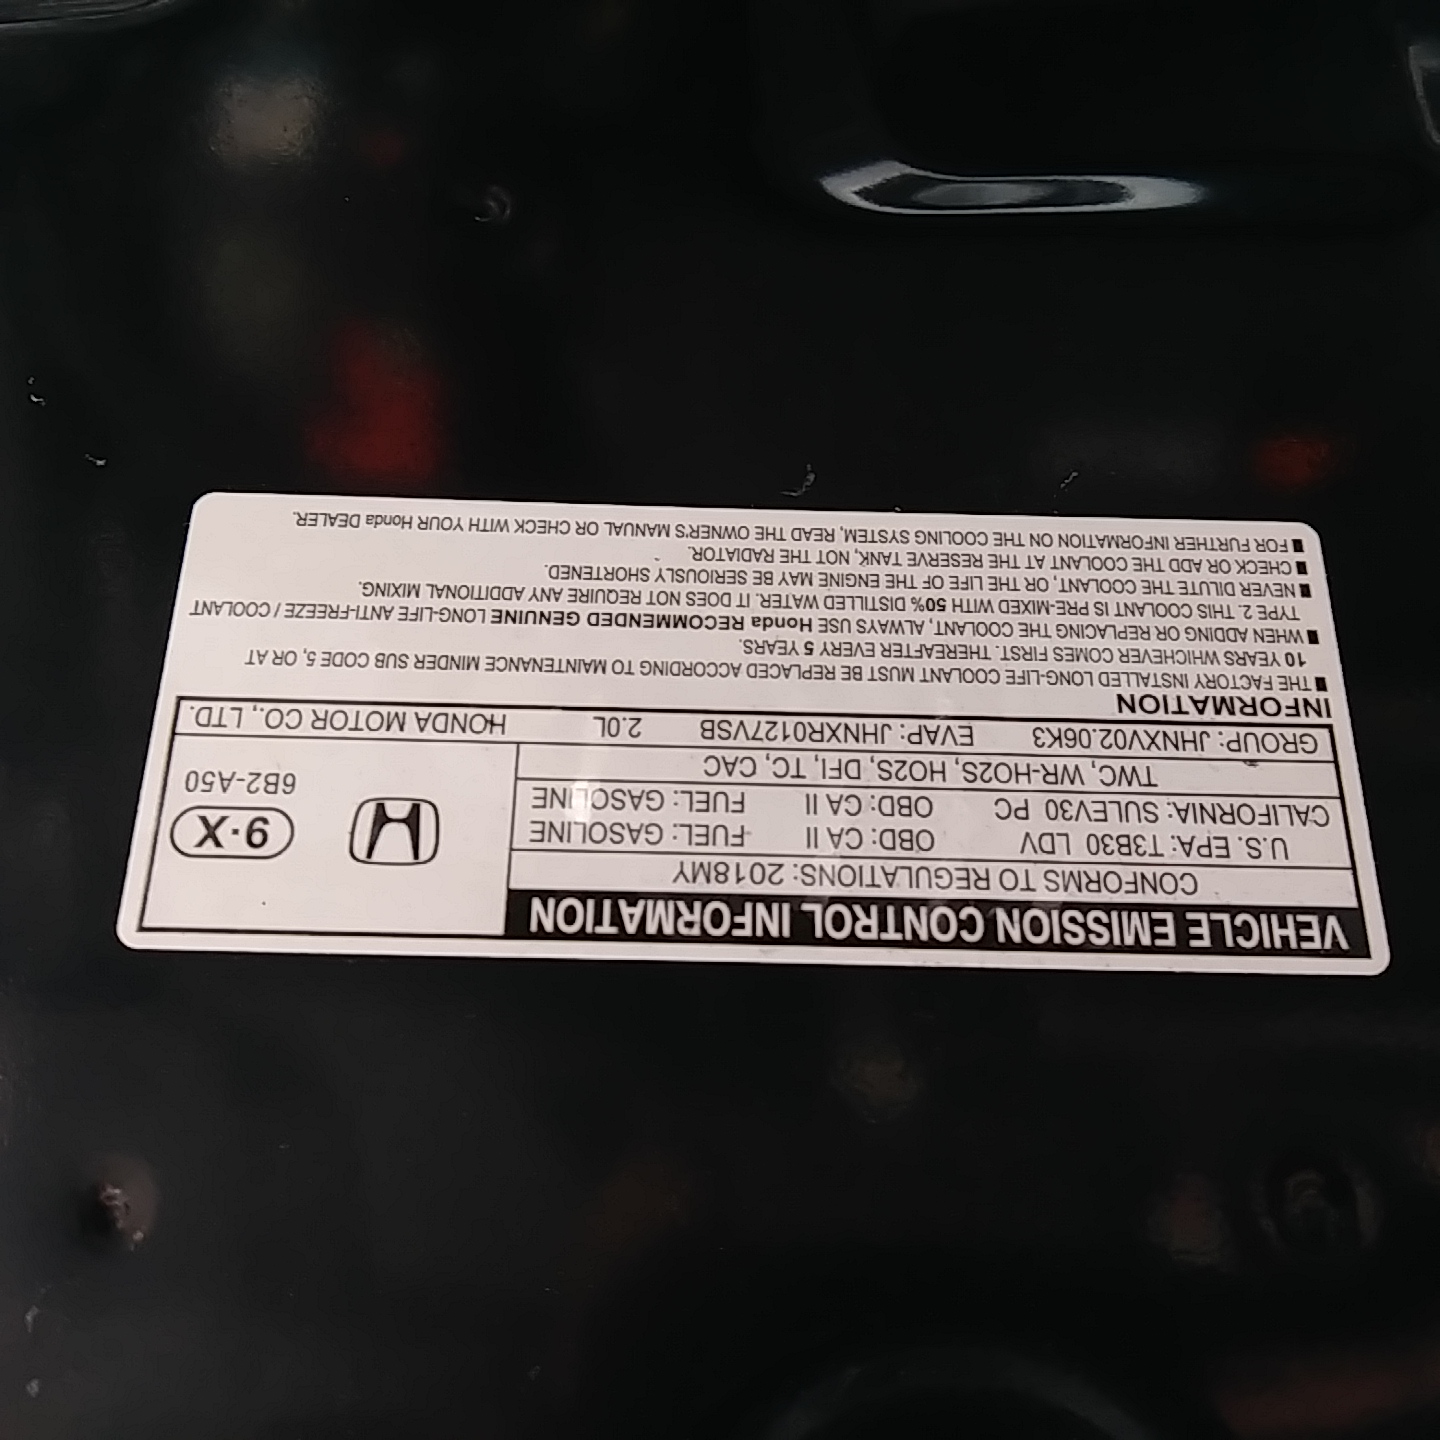 VEHICLE EMISSION CONTROL INFORMATION
CONFORMS TO REGULATIONS: 2018MY
U.S. EPA: T3B30 LDV OBD: CA II FUEL: GASOLINE
CALIFORNIA: SULEV30 PC OBD: CA II FUEL: GASOLINE
TWC, WR-HO2S, HO2S, DFI, TC, CAC
9·X
6B2-A50
GROUP: JHNXV02.06K3 EVAP: JHNXR0127VSB 2.0L HONDA MOTOR CO., LTD.
INFORMATION
■ THE FACTORY INSTALLED LONG-LIFE COOLANT MUST BE REPLACED ACCORDING TO MAINTENANCE MINDER SUB CODE 5, OR AT
10 YEARS WHICHEVER COMES FIRST. THEREAFTER EVERY 5 YEARS.
■ WHEN ADDING OR REPLACING THE COOLANT, ALWAYS USE Honda RECOMMENDED GENUINE LONG-LIFE ANTI-FREEZE / COOLANT
TYPE 2. THIS COOLANT IS PRE-MIXED WITH 50% DISTILLED WATER. IT DOES NOT REQUIRE ANY ADDITIONAL MIXING.
■ NEVER DILUTE THE COOLANT, OR THE LIFE OF THE ENGINE MAY BE SERIOUSLY SHORTENED.
■ CHECK OR ADD THE COOLANT AT THE RESERVE TANK, NOT THE RADIATOR.
■ FOR FURTHER INFORMATION ON THE COOLING SYSTEM, READ THE OWNER'S MANUAL OR CHECK WITH YOUR Honda DEALER.